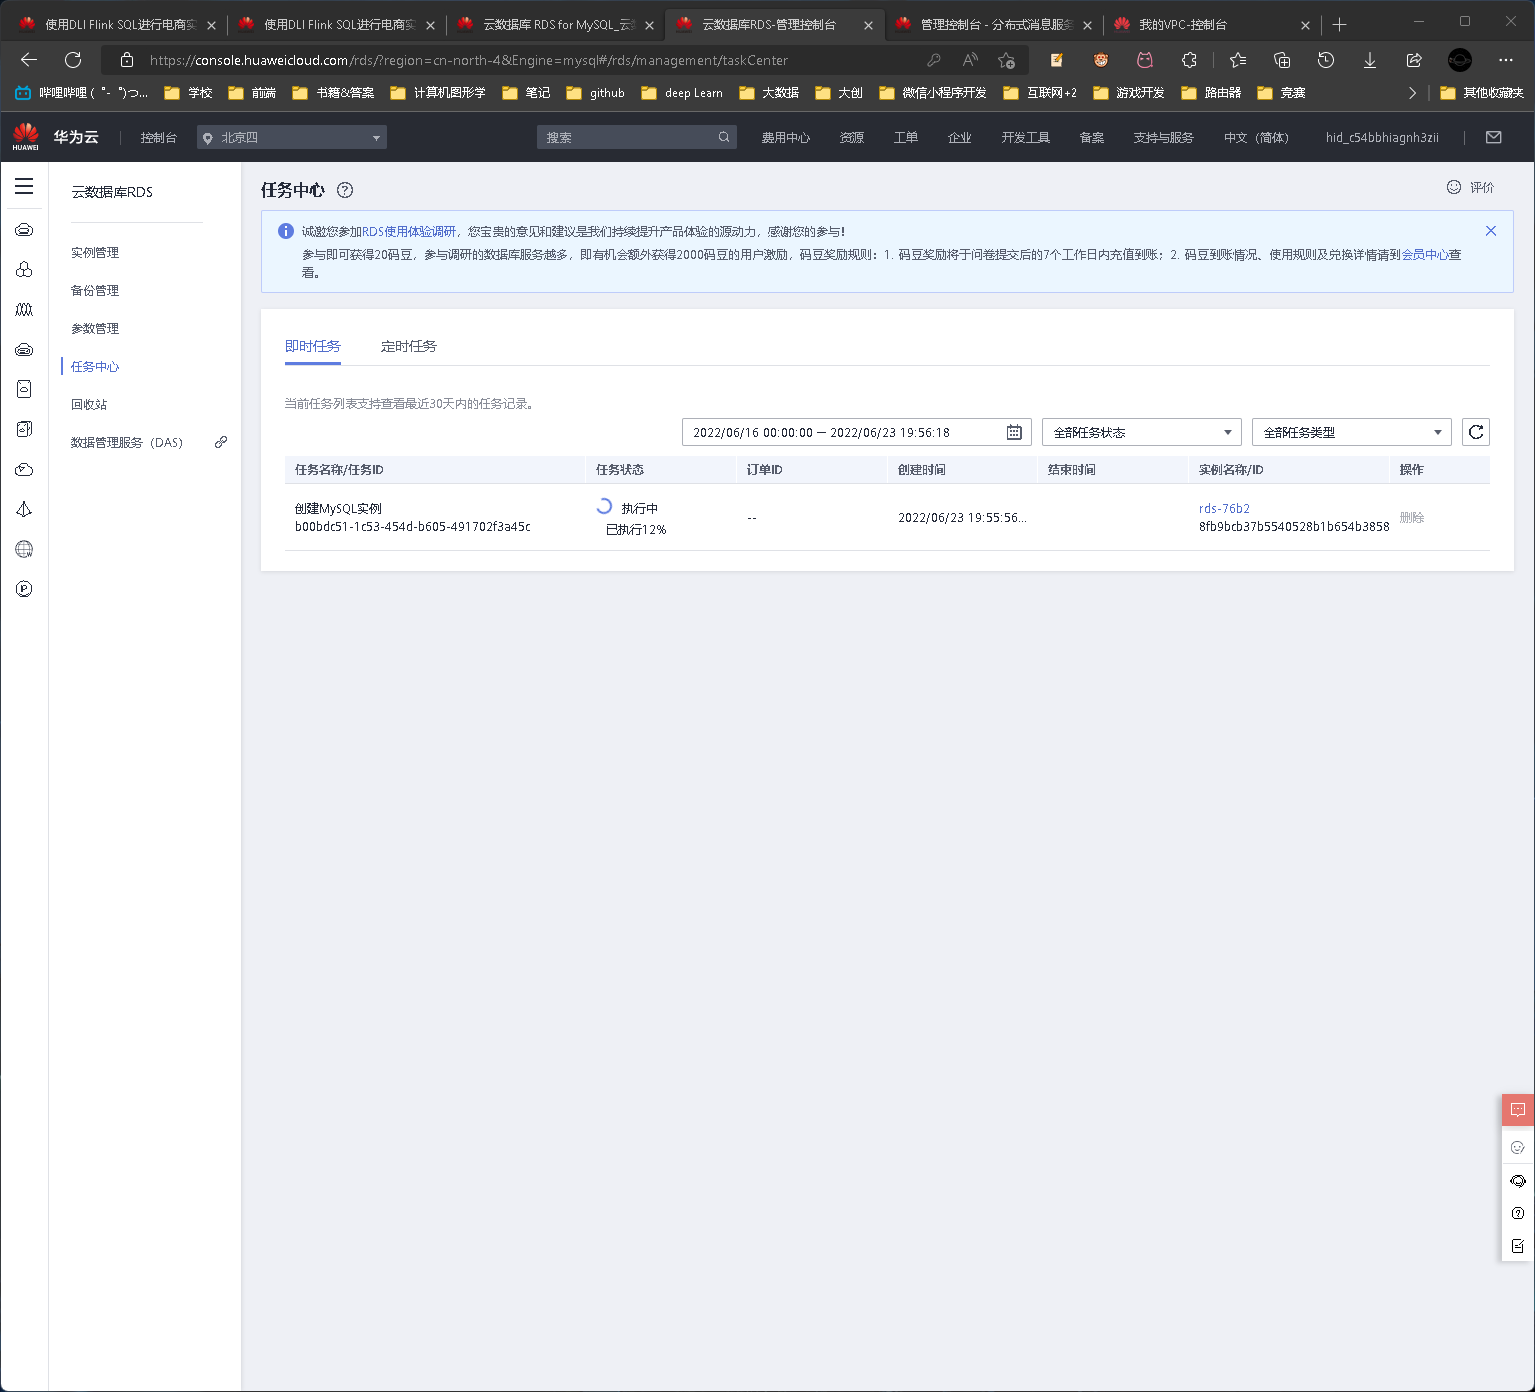 使用DLI Flink SQL进行电商实
使用DLI Flink SQL进行电商实
云数据库 RDS for MySQL_云
云数据库RDS-管理控制台
管理控制台 - 分布式消息服务
我的VPC-控制台
https://console.huaweicloud.com/rds/?region=cn-north-4&Engine=mysql#/rds/management/taskCenter
哔哩哔哩 ( ゜- ゜)つ... 学校 前端 书籍&答案 计算机图形学 笔记 github deep Learn 大数据 大创 微信小程序开发 互联网+2 游戏开发 路由器 竞赛 其他收藏夹
HUAWEI 华为云 控制台 北京四 搜索 费用中心 资源 工单 企业 开发工具 备案 支持与服务 中文（简体） hid_c54bbhiagnh3zii
云数据库RDS
实例管理
备份管理
参数管理
任务中心
回收站
数据管理服务（DAS）
任务中心
评价
诚邀您参加RDS使用体验调研，您宝贵的意见和建议是我们持续提升产品体验的源动力，感谢您的参与！
参与即可获得20码豆，参与调研的数据库服务越多，即有机会额外获得2000码豆的用户激励，码豆奖励规则：1. 码豆奖励将于问卷提交后的7个工作日内充值到账；2. 码豆到账情况、使用规则及兑换详情请到会员中心查
看。
即时任务 定时任务
当前任务列表支持查看最近30天内的任务记录。
2022/06/16 00:00:00 — 2022/06/23 19:56:18 全部任务状态 全部任务类型
任务名称/任务ID 任务状态 订单ID 创建时间 结束时间 实例名称/ID 操作
创建MySQL实例 执行中 rds-76b2
-- 2022/06/23 19:55:56... 删除
b00bdc51-1c53-454d-b605-491702f3a45c 已执行12% 8fb9bcb37b5540528b1b654b3858